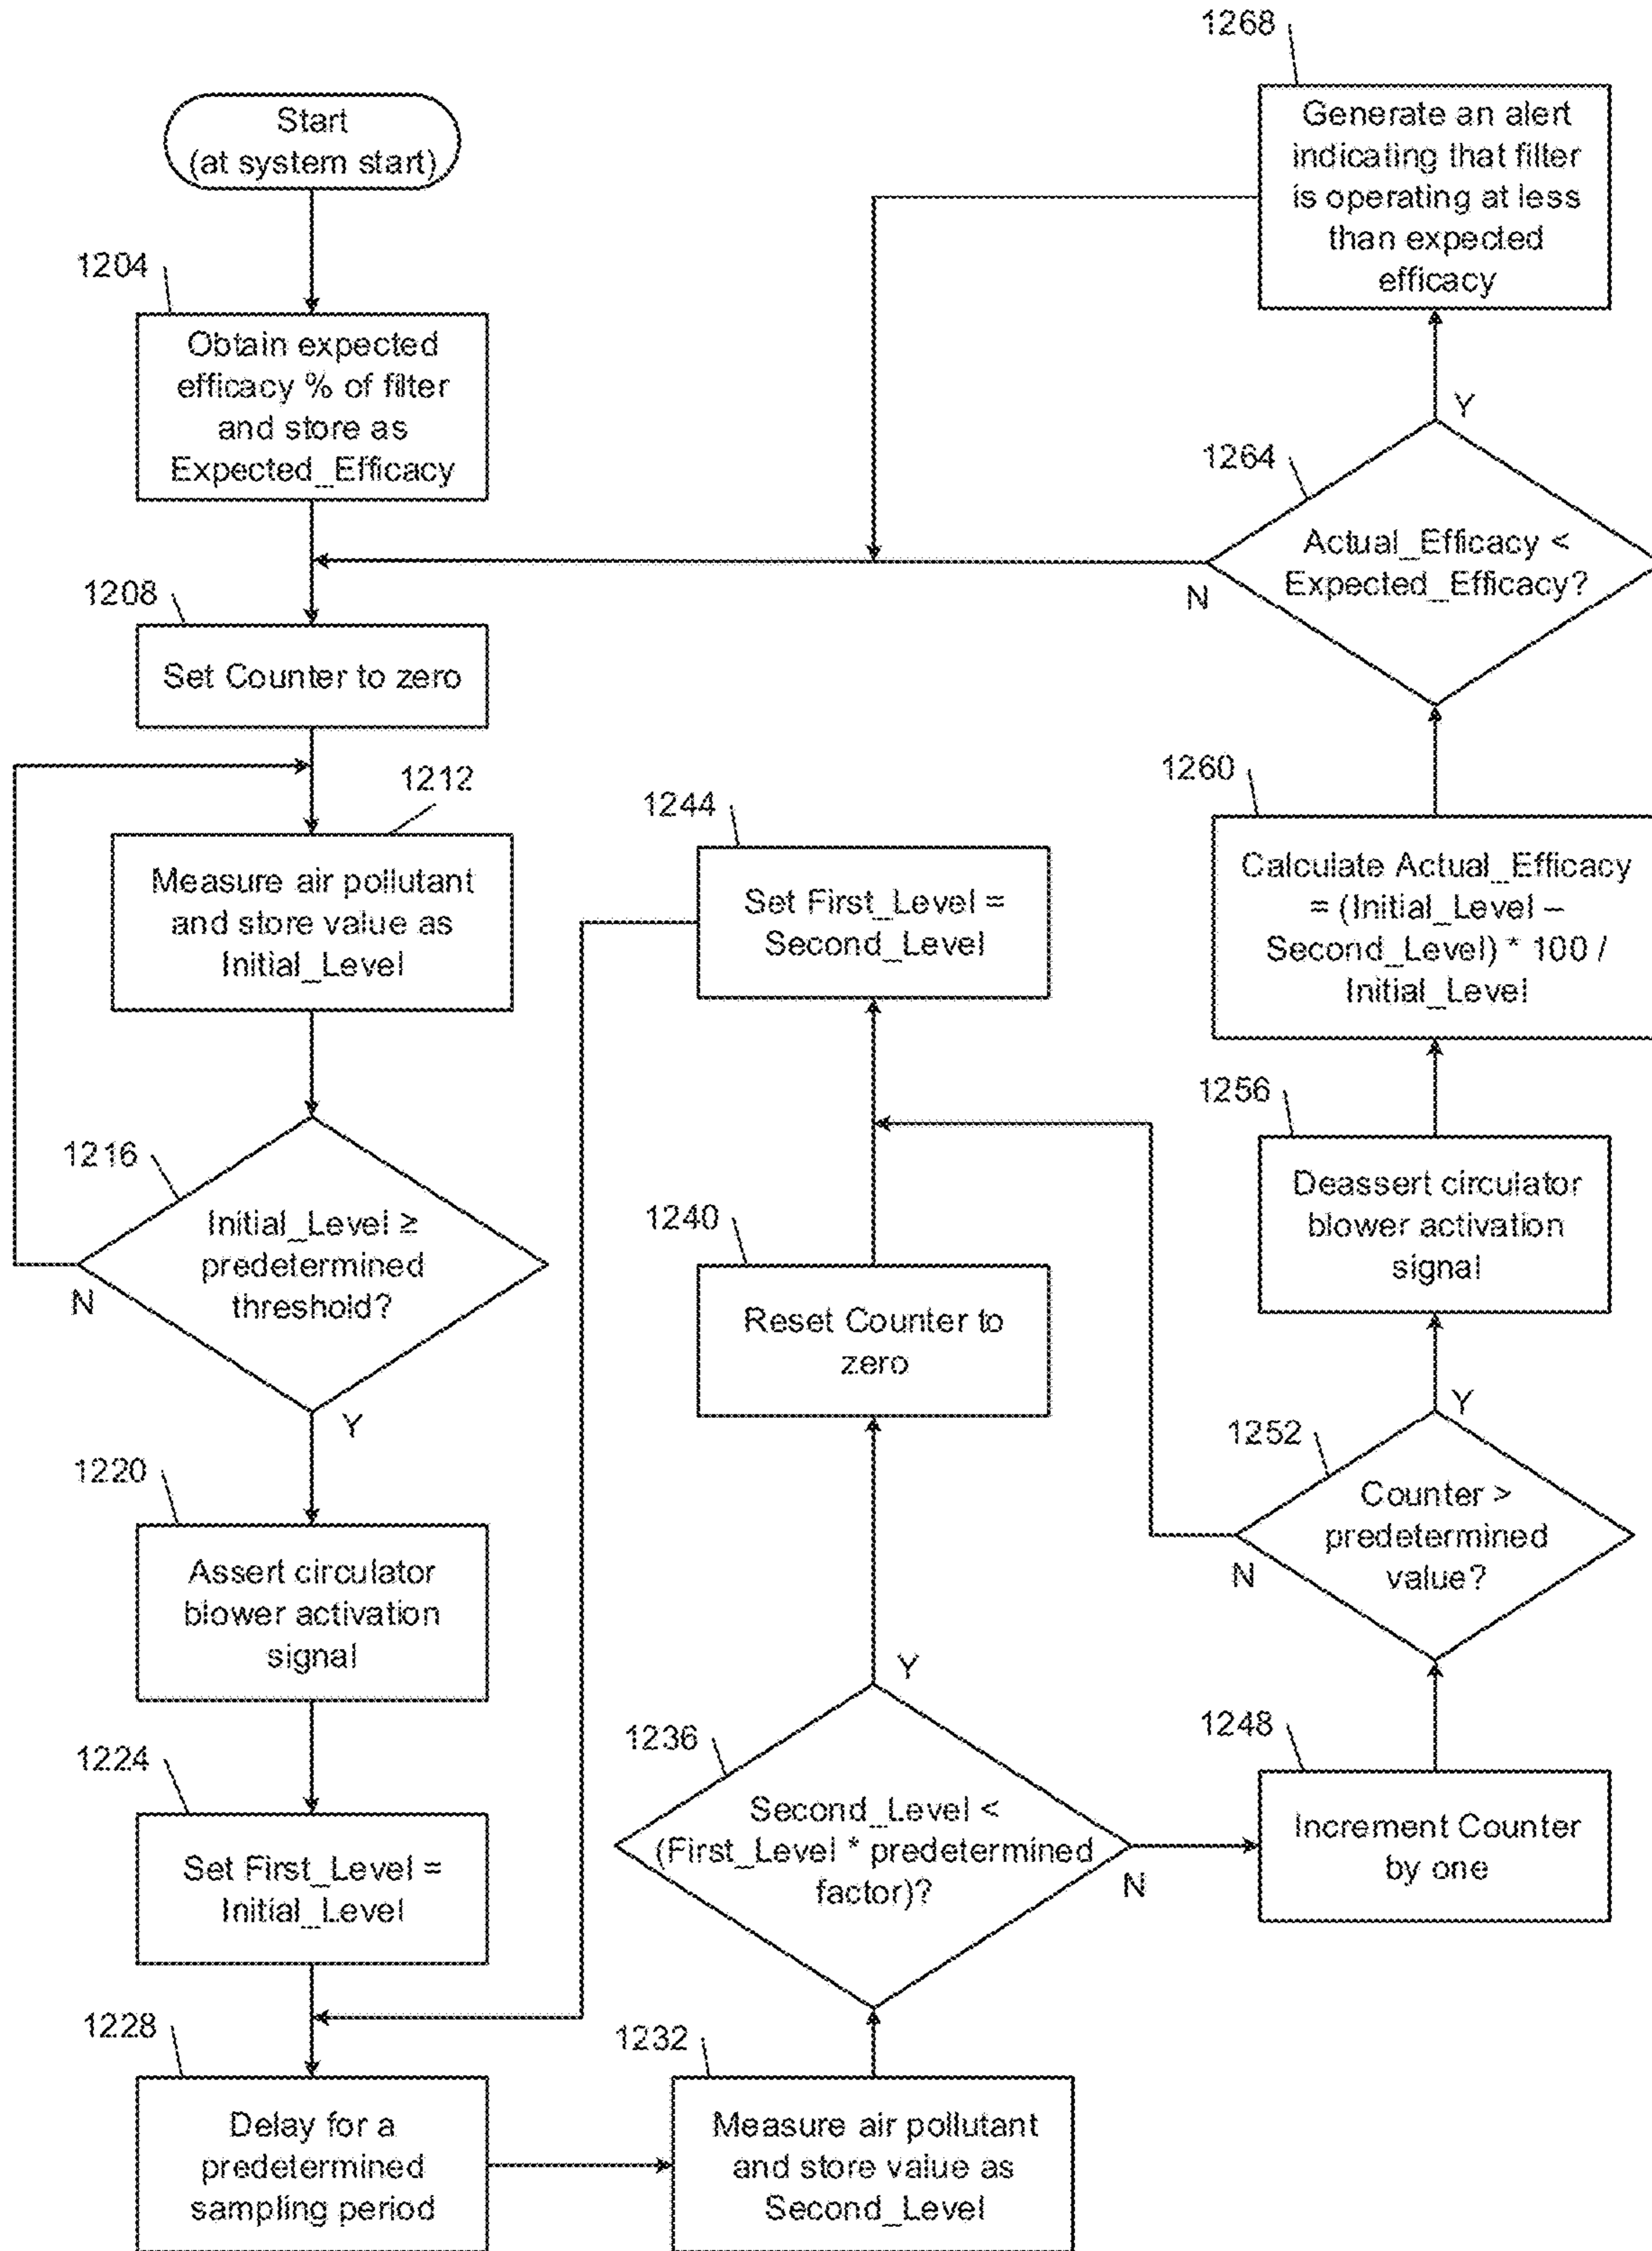 Start
(at system start)
1204
Obtain expected
efficacy % of filter
and store as
Expected_Efficacy
1208
Set Counter to zero
1212
Measure air pollutant
and store value as
Initial_Level
1216
Initial_Level ≥
predetermined
threshold?
N
Y
1220
Assert circulator
blower activation
signal
1224
Set First_Level =
Initial_Level
1228
Delay for a
predetermined
sampling period
1232
Measure air pollutant
and store value as
Second_Level
1236
Second_Level <
(First_Level * predetermined
factor)?
Y
N
1240
Reset Counter to
zero
1244
Set First_Level =
Second_Level
1248
Increment Counter
by one
1252
Counter >
predetermined
value?
Y
N
1256
Deassert circulator
blower activation
signal
1260
Calculate Actual_Efficacy
= (Initial_Level –
Second_Level) * 100 /
Initial_Level
1264
Actual_Efficacy <
Expected_Efficacy?
Y
N
1268
Generate an alert
indicating that filter
is operating at less
than expected
efficacy